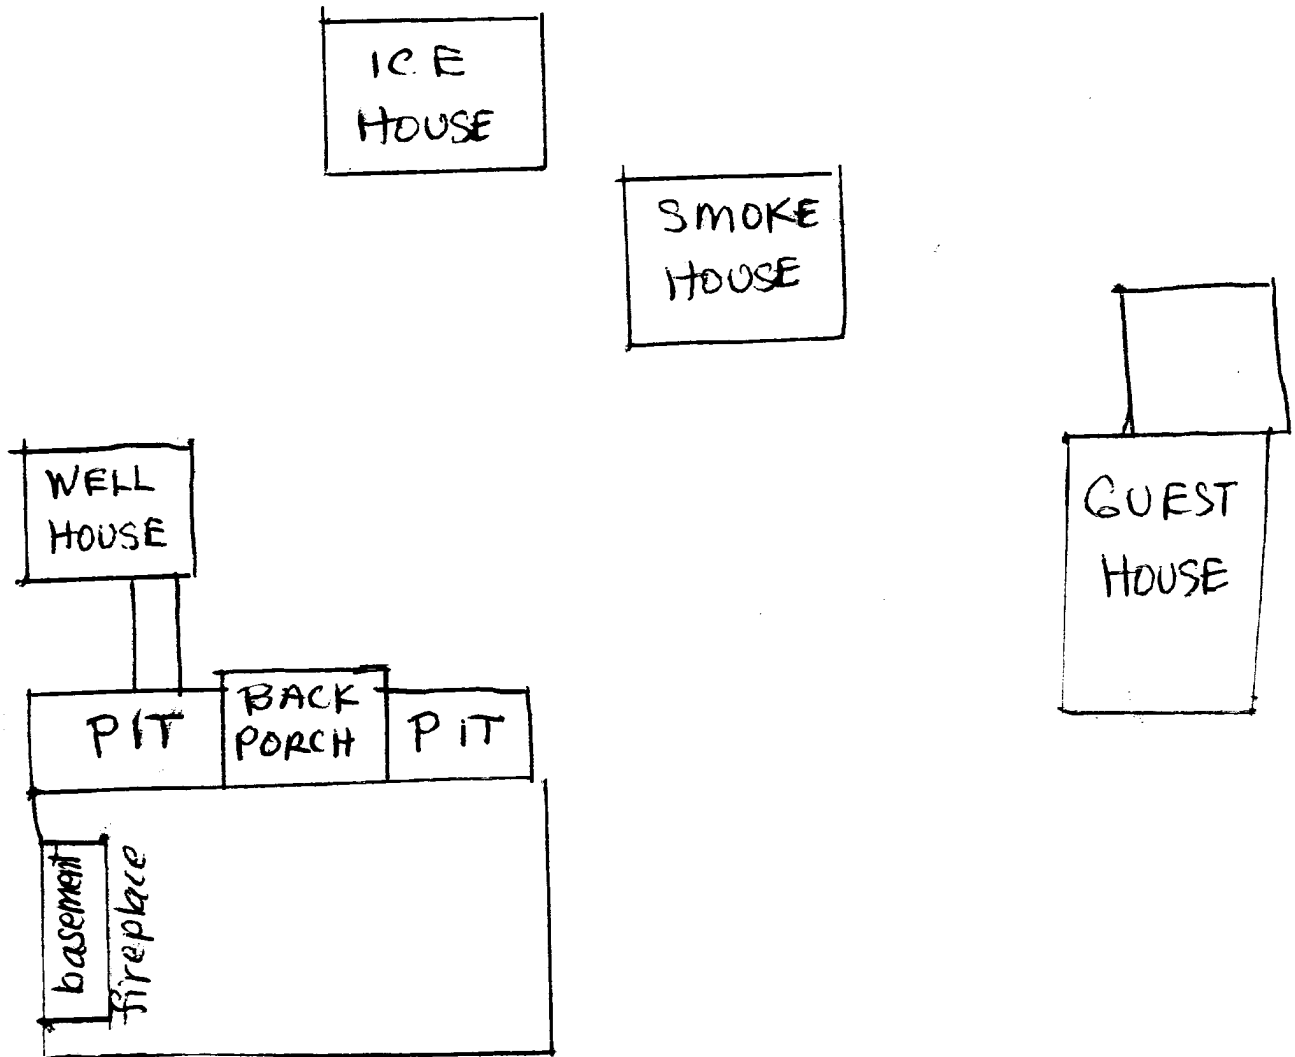 ICE
HOUSE
SMOKE
HOUSE
WELL
HOUSE
GUEST
HOUSE
PIT
BACK
PORCH
PiT
basement
fireplace